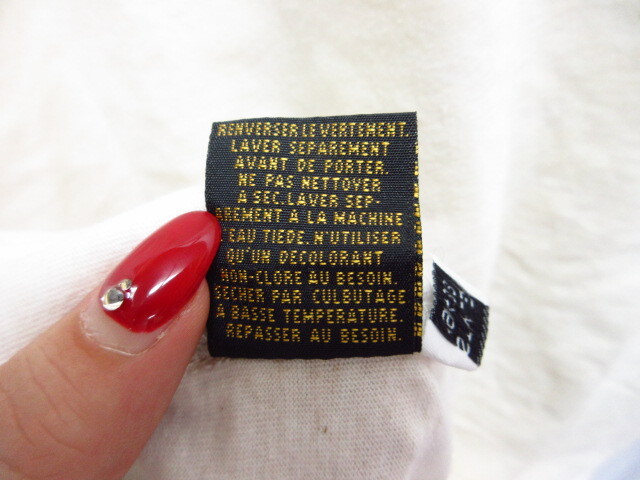 RENVERSER LE VERTEMENT.
LAVER SEPAREMENT
AVANT DE PORTER.
NE PAS NETTOYER
A SEC. LAVER SEP-
AREMENT À LA MACHINE
L'EAU TIEDE. N'UTILISER
QU'UN DECOLORANT
NON-CLORE AU BESOIN.
SECHER PAR CULBUTAGE
À BASSE TEMPERATURE.
REPASSER AU BESOIN.